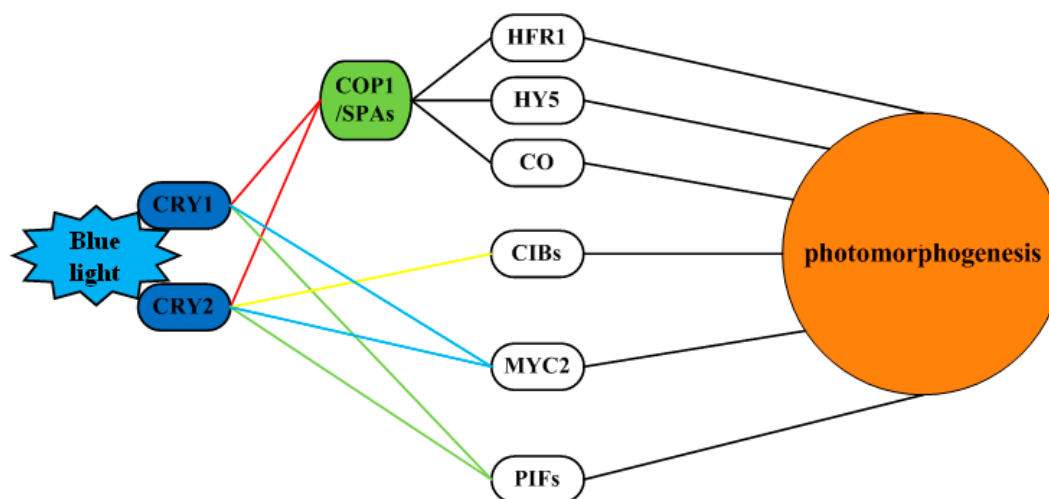 HFR1
COP1
/SPAs
HY5
CO
CRY1
Blue
light
CIBs
photomorphogenesis
CRY2
MYC2
PIFs